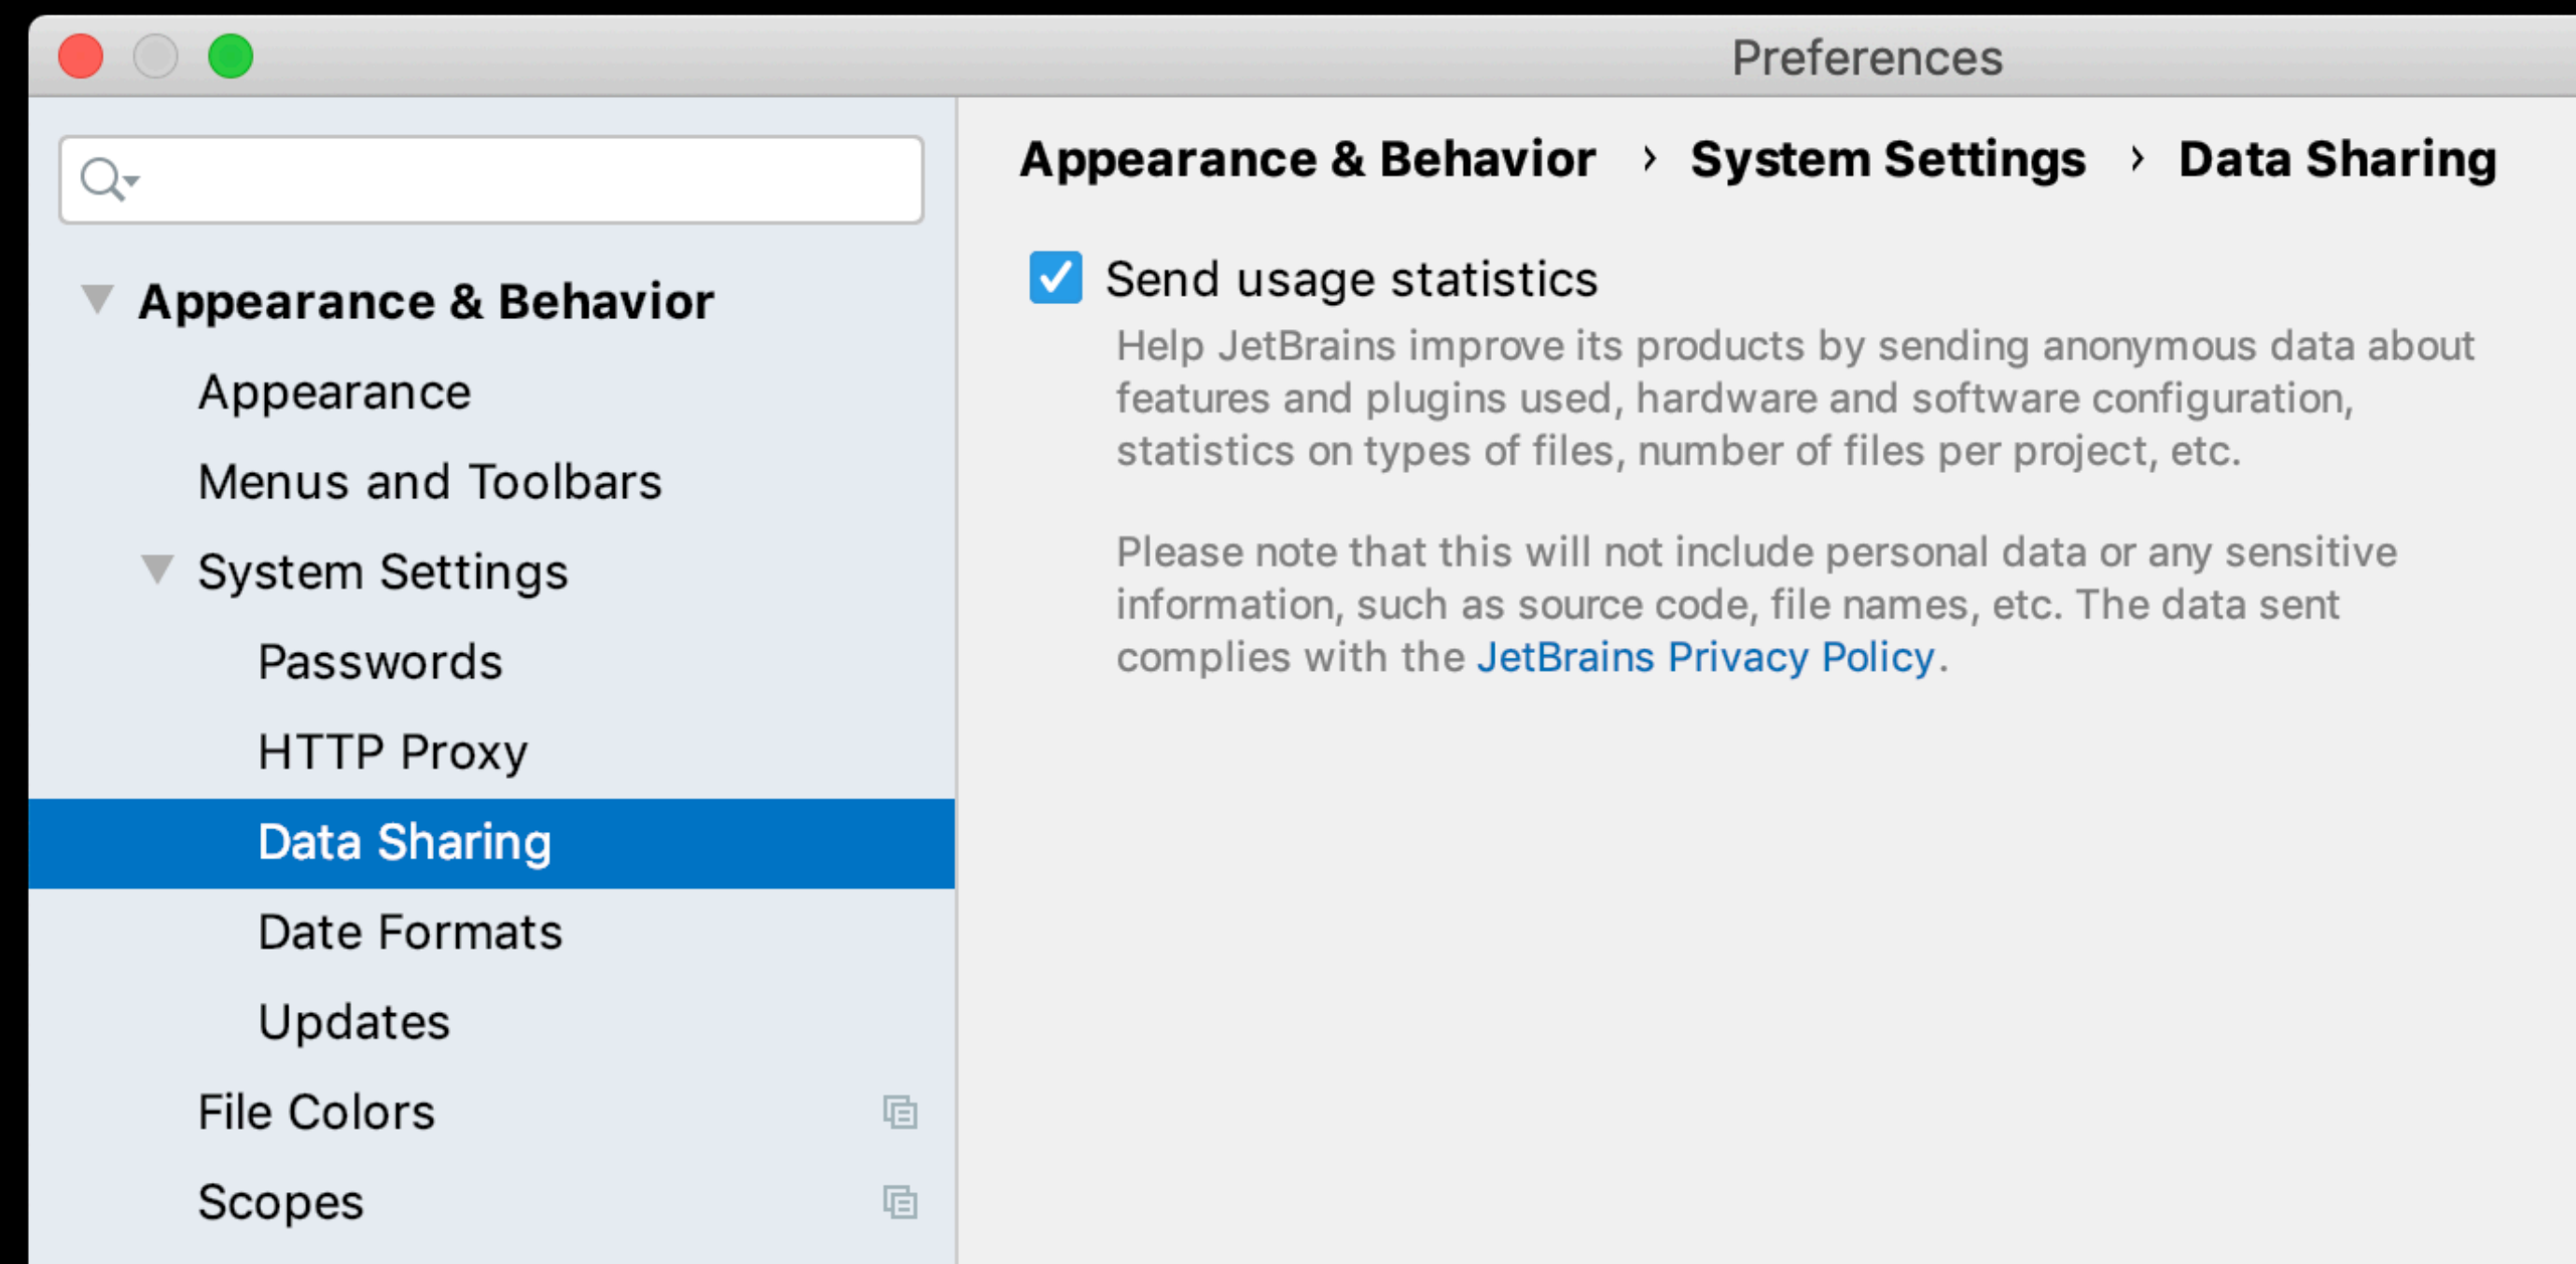 Preferences
Appearance & Behavior
Appearance
Menus and Toolbars
System Settings
Passwords
HTTP Proxy
Data Sharing
Date Formats
Updates
File Colors
Scopes
Appearance & Behavior › System Settings › Data Sharing
Send usage statistics
Help JetBrains improve its products by sending anonymous data about
features and plugins used, hardware and software configuration,
statistics on types of files, number of files per project, etc.
Please note that this will not include personal data or any sensitive
information, such as source code, file names, etc. The data sent
complies with the JetBrains Privacy Policy.